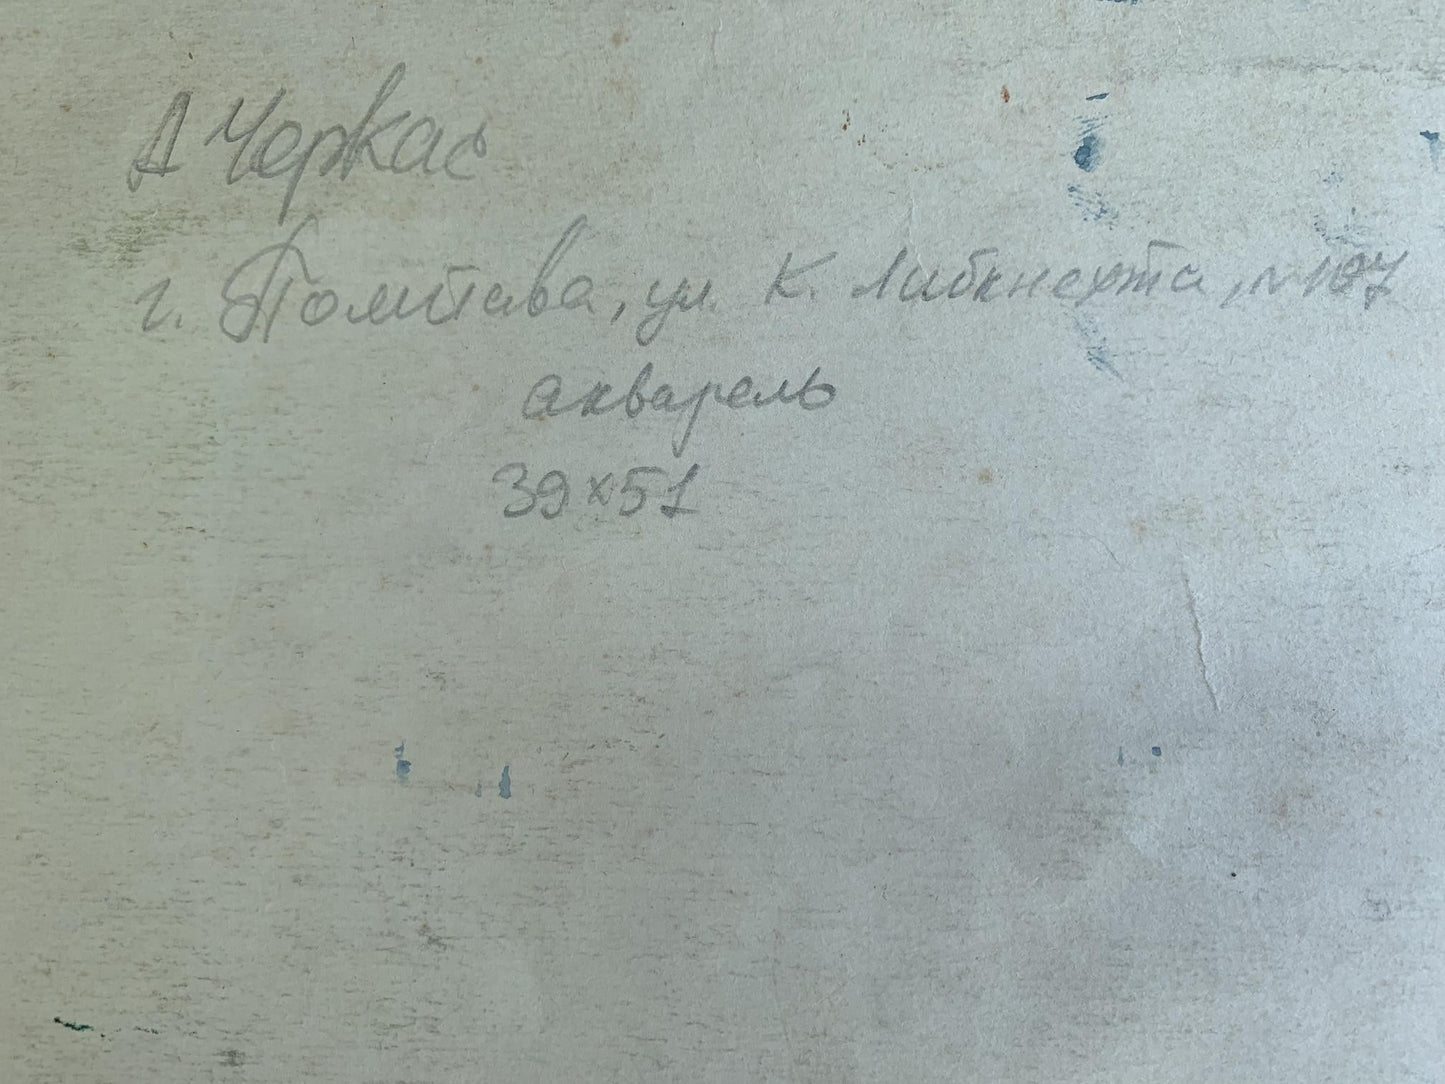 А Черкас
г. Полтава, ул. К. Либкнехта, №107
акварель
39×51